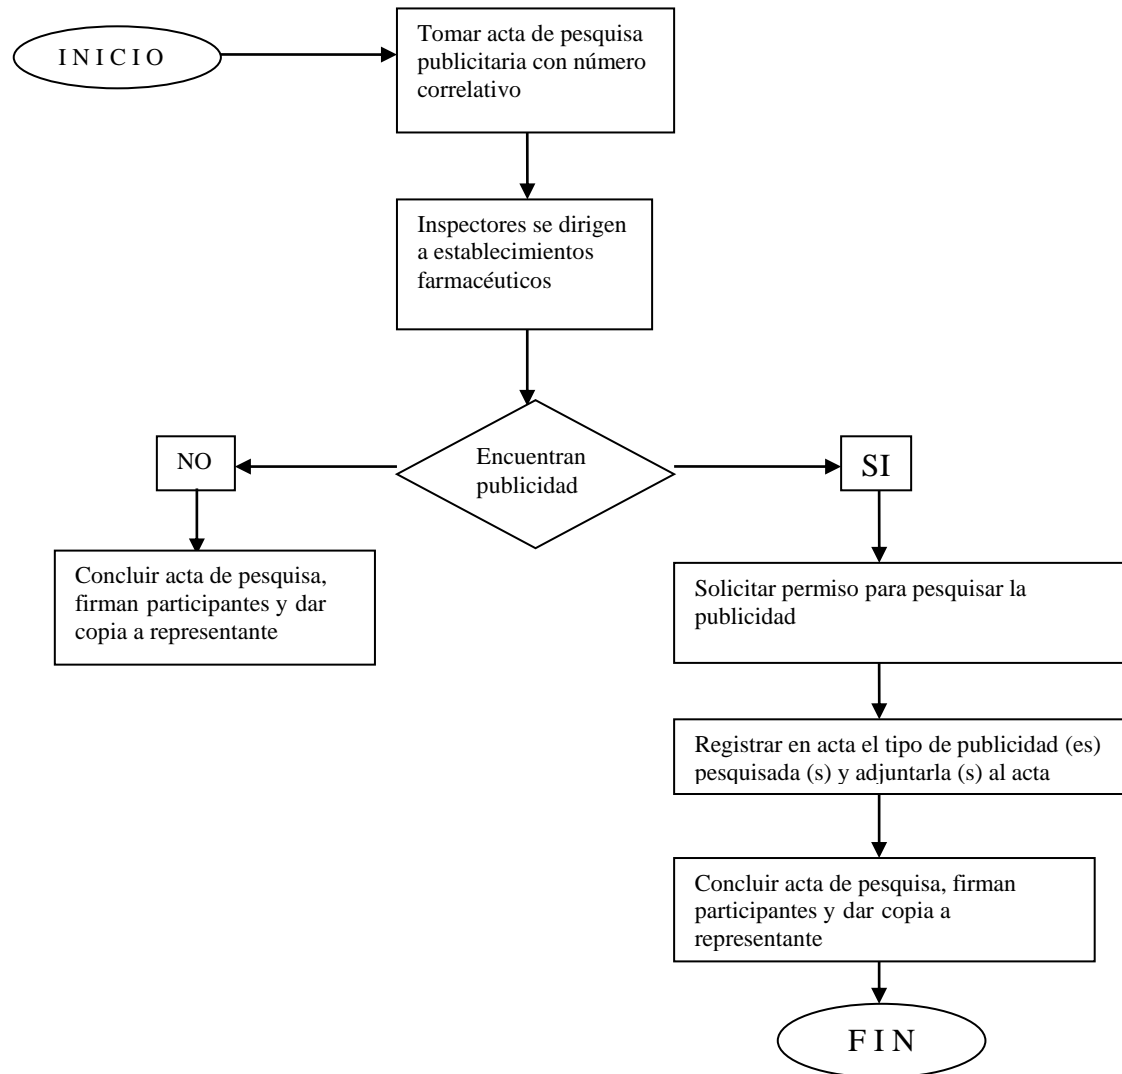 INICIO
Tomar acta de pesquisa
publicitaria con número
correlativo
Inspectores se dirigen
a establecimientos
farmacéuticos
Encuentran
publicidad
NO
SI
Concluir acta de pesquisa,
firman participantes y dar
copia a representante
Solicitar permiso para pesquisar la
publicidad
Registrar en acta el tipo de publicidad (es)
pesquisada (s) y adjuntarla (s) al acta
Concluir acta de pesquisa, firman
participantes y dar copia a
representante
FIN